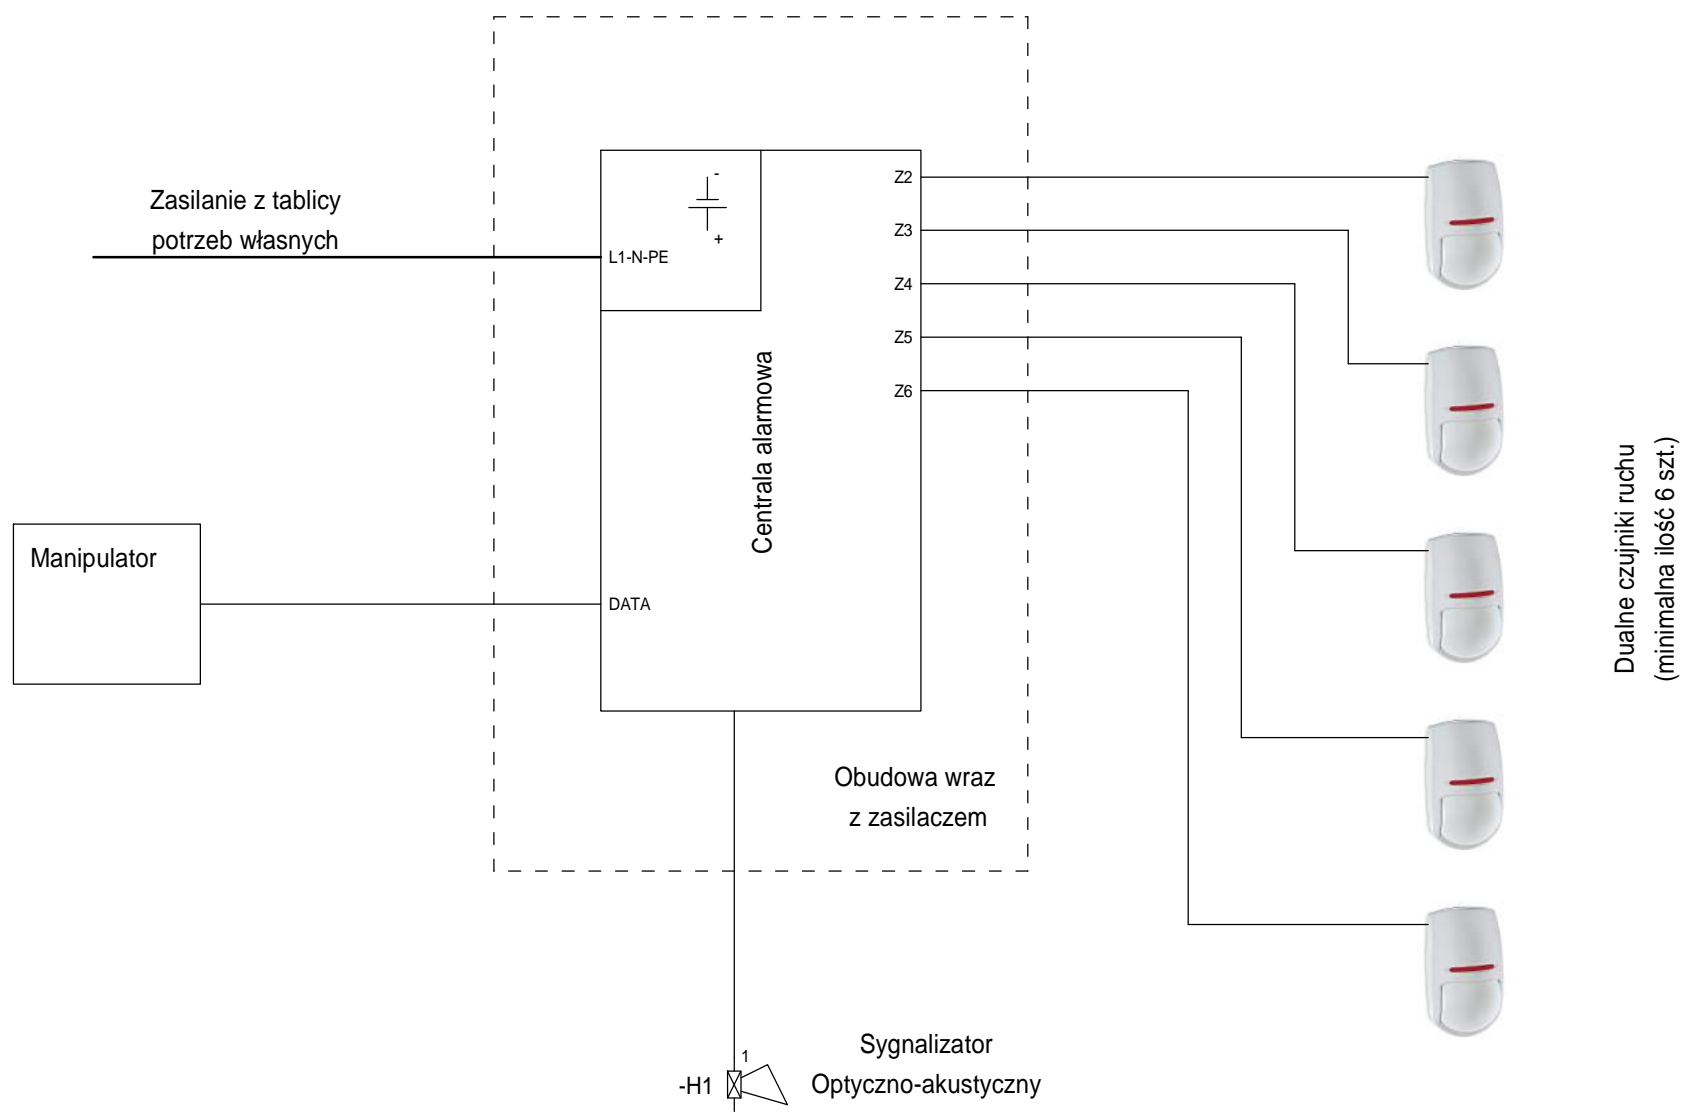 Zasilanie z tablicy
potrzeb własnych
-
+
L1-N-PE
Z2
Z3
Z4
Z5
Z6
Centrala alarmowa
Manipulator
DATA
Obudowa wraz
z zasilaczem
Dualne czujniki ruchu
(minimalna ilość 6 szt.)
1
-H1
Sygnalizator
Optyczno-akustyczny